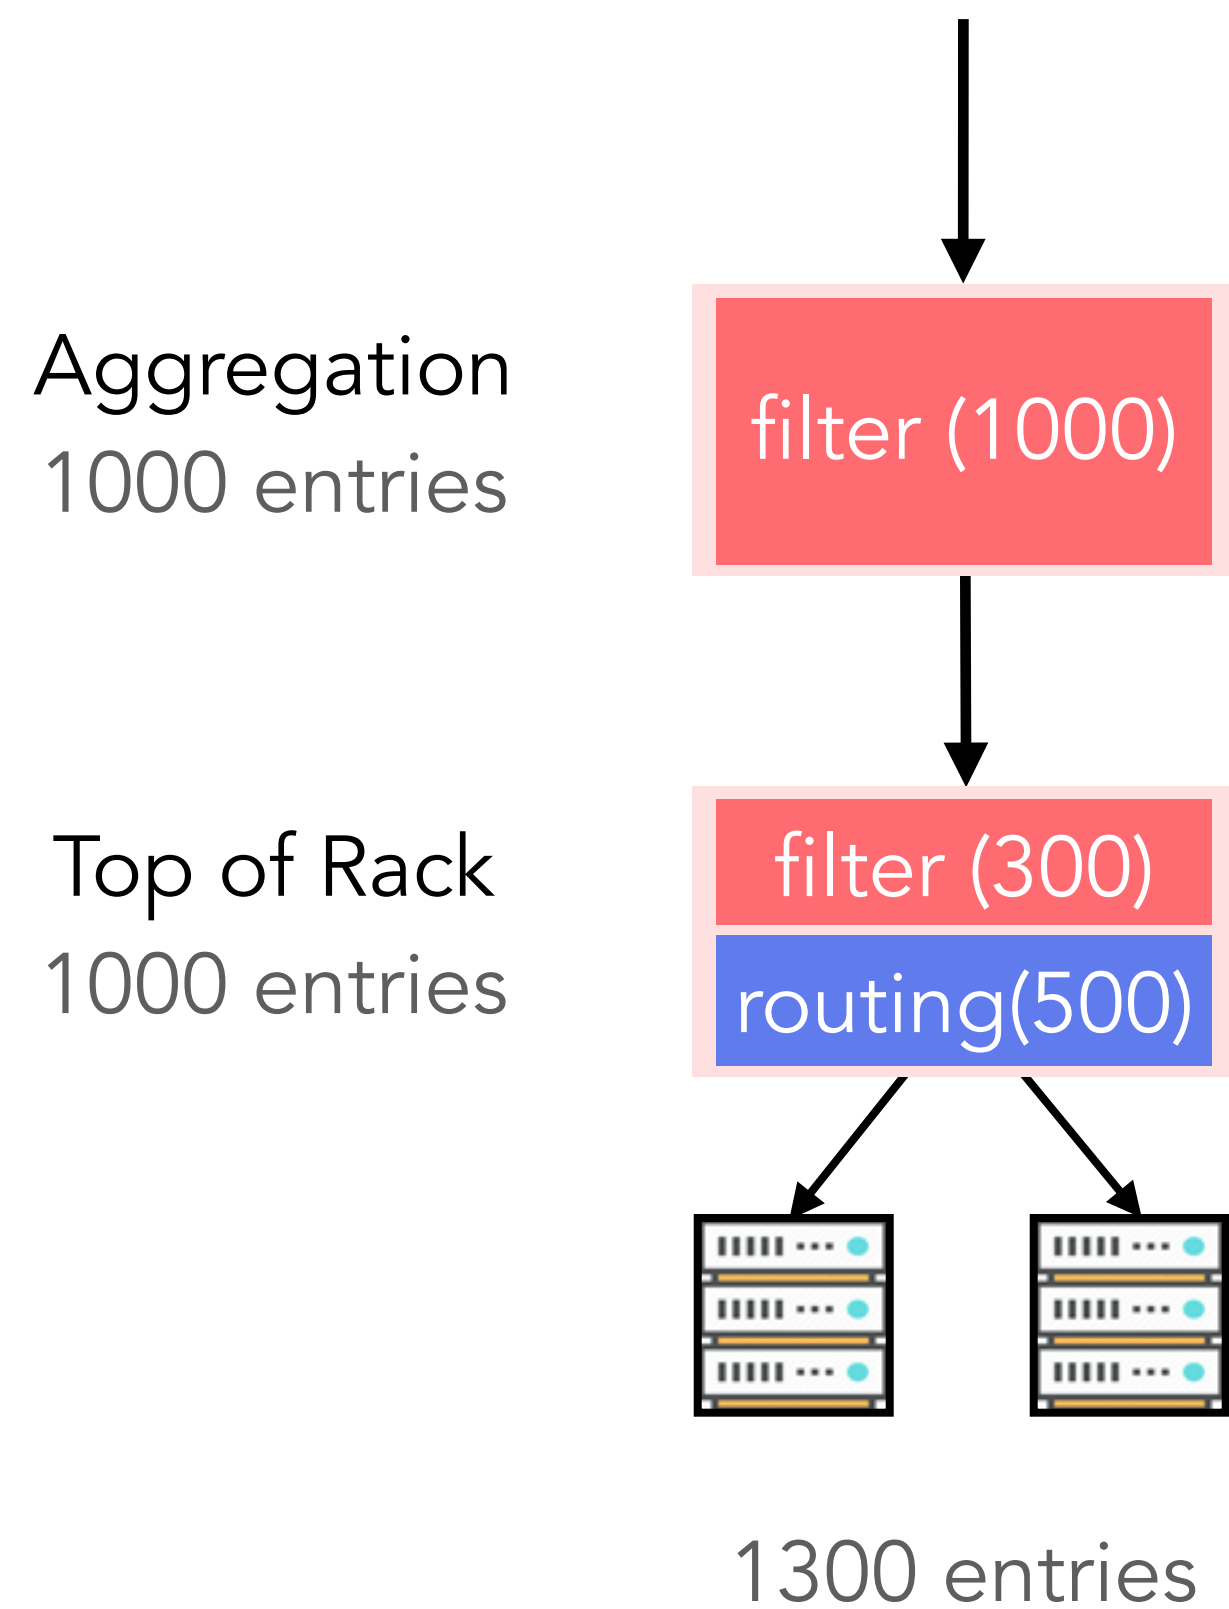 Aggregation
1000 entries
filter (1000)
Top of Rack
1000 entries
filter (300)
routing(500)
1300 entries